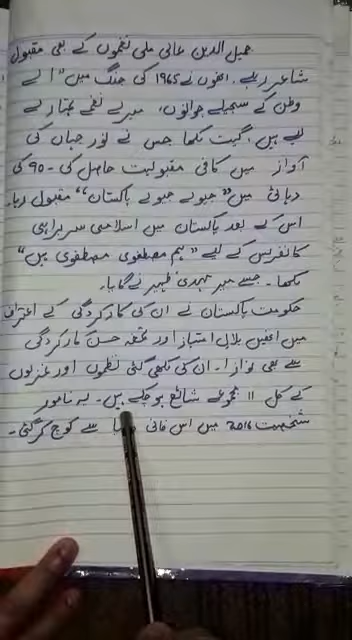 جمیل الدین عالی ملی نغموں کے بھی مقبول
شاعر رہے۔ انھوں نے 1965 کی جنگ میں "اے
وطن کے سجیلے جوانوں، میرے نغمے تمہارے
لیے ہیں" گیت لکھا جس نے نور جہاں کی
آواز میں کافی مقبولیت حاصل کی۔ 90 کی
دہائی میں "جیوے جیوے پاکستان" مقبول رہا۔
اس کے بعد پاکستان میں اسلامی سربراہی
کانفرنس کے لیے "ہم مصطفوی مصطفوی ہیں"
لکھا۔ جسے مہدی ظہیر نے گایا۔
حکومت پاکستان نے ان کی کارکردگی کے اعتراف
میں انھیں ہلال امتیاز اور تمغہ حسن کارکردگی
سے بھی نوازا۔ ان کی لکھی گئی نظموں اور غزلوں
کے کل 11 مجموعے شائع ہو چکے ہیں۔ یہ نامور
شخصیت 2016 میں اس فانی دنیا سے کوچ کر گئی۔